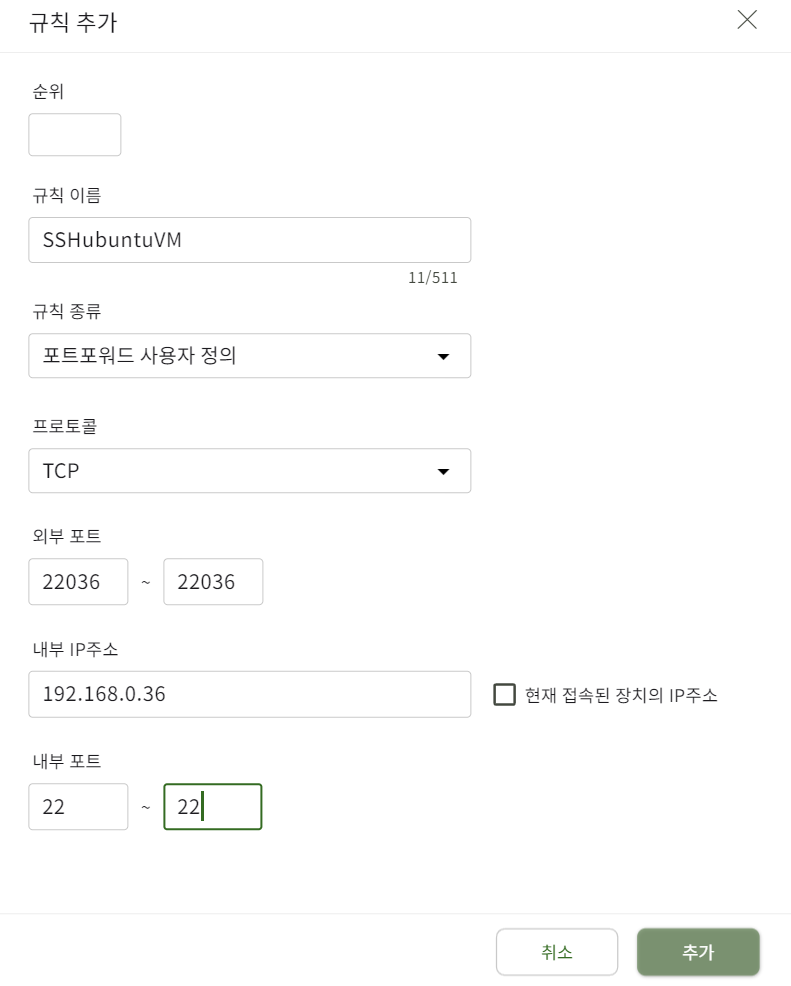 규칙 추가
순위
규칙 이름
SSHubuntuVM
11/511
규칙 종류
포트포워드 사용자 정의
프로토콜
TCP
외부 포트
22036 ~ 22036
내부 IP주소
192.168.0.36 현재 접속된 장치의 IP주소
내부 포트
22 ~ 22
취소 추가